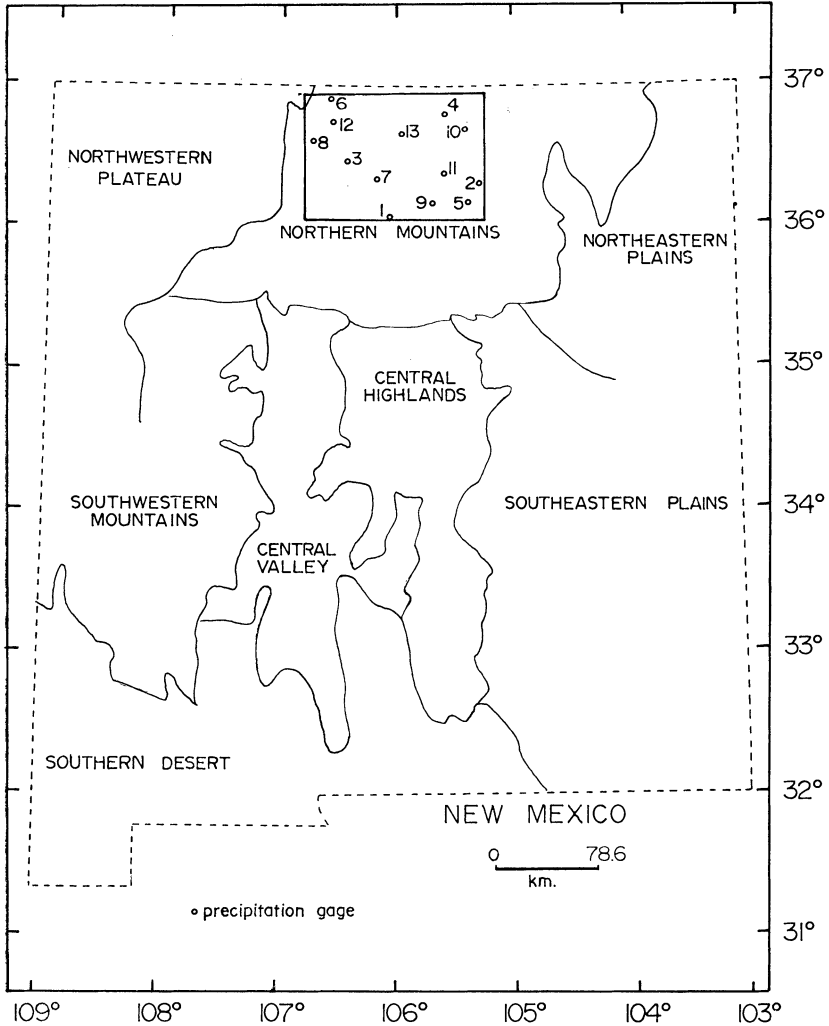 37°
6
4
12
13
10
8
NORTHWESTERN
PLATEAU
3
11
7
2
9
5
1
36°
NORTHERN MOUNTAINS
NORTHEASTERN
PLAINS
35°
CENTRAL
HIGHLANDS
SOUTHWESTERN
MOUNTAINS
SOUTHEASTERN PLAINS
34°
CENTRAL
VALLEY
33°
SOUTHERN DESERT
32°
NEW MEXICO
0 78.6
km.
precipitation gage
31°
109° 108° 107° 106° 105° 104° 103°